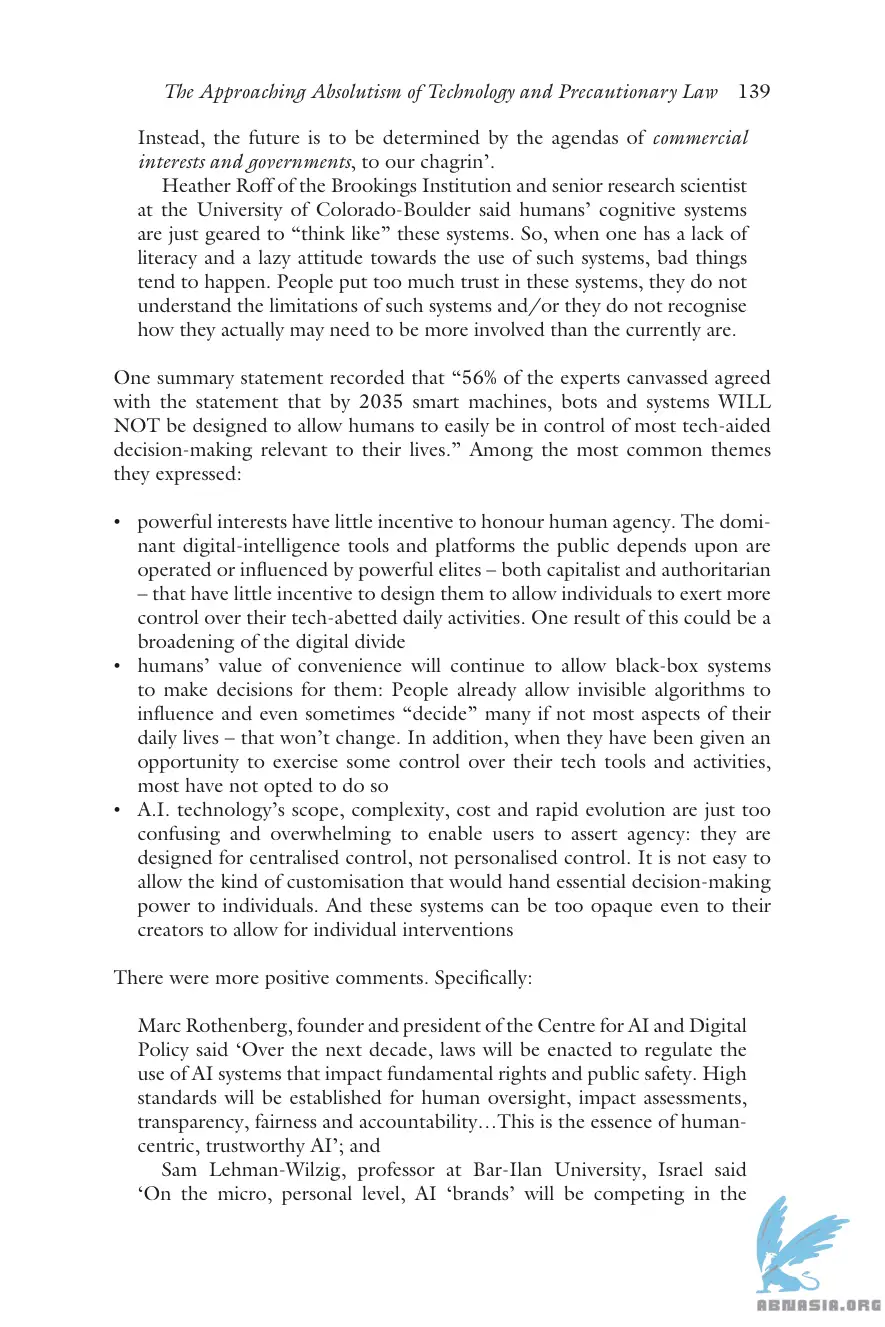 The Approaching Absolutism of Technology and Precautionary Law 139
Instead, the future is to be determined by the agendas of commercial
interests and governments, to our chagrin’.
Heather Roff of the Brookings Institution and senior research scientist
at the University of Colorado-Boulder said humans’ cognitive systems
are just geared to “think like” these systems. So, when one has a lack of
literacy and a lazy attitude towards the use of such systems, bad things
tend to happen. People put too much trust in these systems, they do not
understand the limitations of such systems and/or they do not recognise
how they actually may need to be more involved than the currently are.
One summary statement recorded that “56% of the experts canvassed agreed
with the statement that by 2035 smart machines, bots and systems WILL
NOT be designed to allow humans to easily be in control of most tech-aided
decision-making relevant to their lives.” Among the most common themes
they expressed:
• powerful interests have little incentive to honour human agency. The domi-
nant digital-intelligence tools and platforms the public depends upon are
operated or influenced by powerful elites – both capitalist and authoritarian
– that have little incentive to design them to allow individuals to exert more
control over their tech-abetted daily activities. One result of this could be a
broadening of the digital divide
• humans’ value of convenience will continue to allow black-box systems
to make decisions for them: People already allow invisible algorithms to
influence and even sometimes “decide” many if not most aspects of their
daily lives – that won’t change. In addition, when they have been given an
opportunity to exercise some control over their tech tools and activities,
most have not opted to do so
• A.I. technology’s scope, complexity, cost and rapid evolution are just too
confusing and overwhelming to enable users to assert agency: they are
designed for centralised control, not personalised control. It is not easy to
allow the kind of customisation that would hand essential decision-making
power to individuals. And these systems can be too opaque even to their
creators to allow for individual interventions
There were more positive comments. Specifically:
Marc Rothenberg, founder and president of the Centre for AI and Digital
Policy said ‘Over the next decade, laws will be enacted to regulate the
use of AI systems that impact fundamental rights and public safety. High
standards will be established for human oversight, impact assessments,
transparency, fairness and accountability…This is the essence of human-
centric, trustworthy AI’; and
Sam Lehman-Wilzig, professor at Bar-Ilan University, Israel said
‘On the micro, personal level, AI ‘brands’ will be competing in the
ABNASIA.ORG